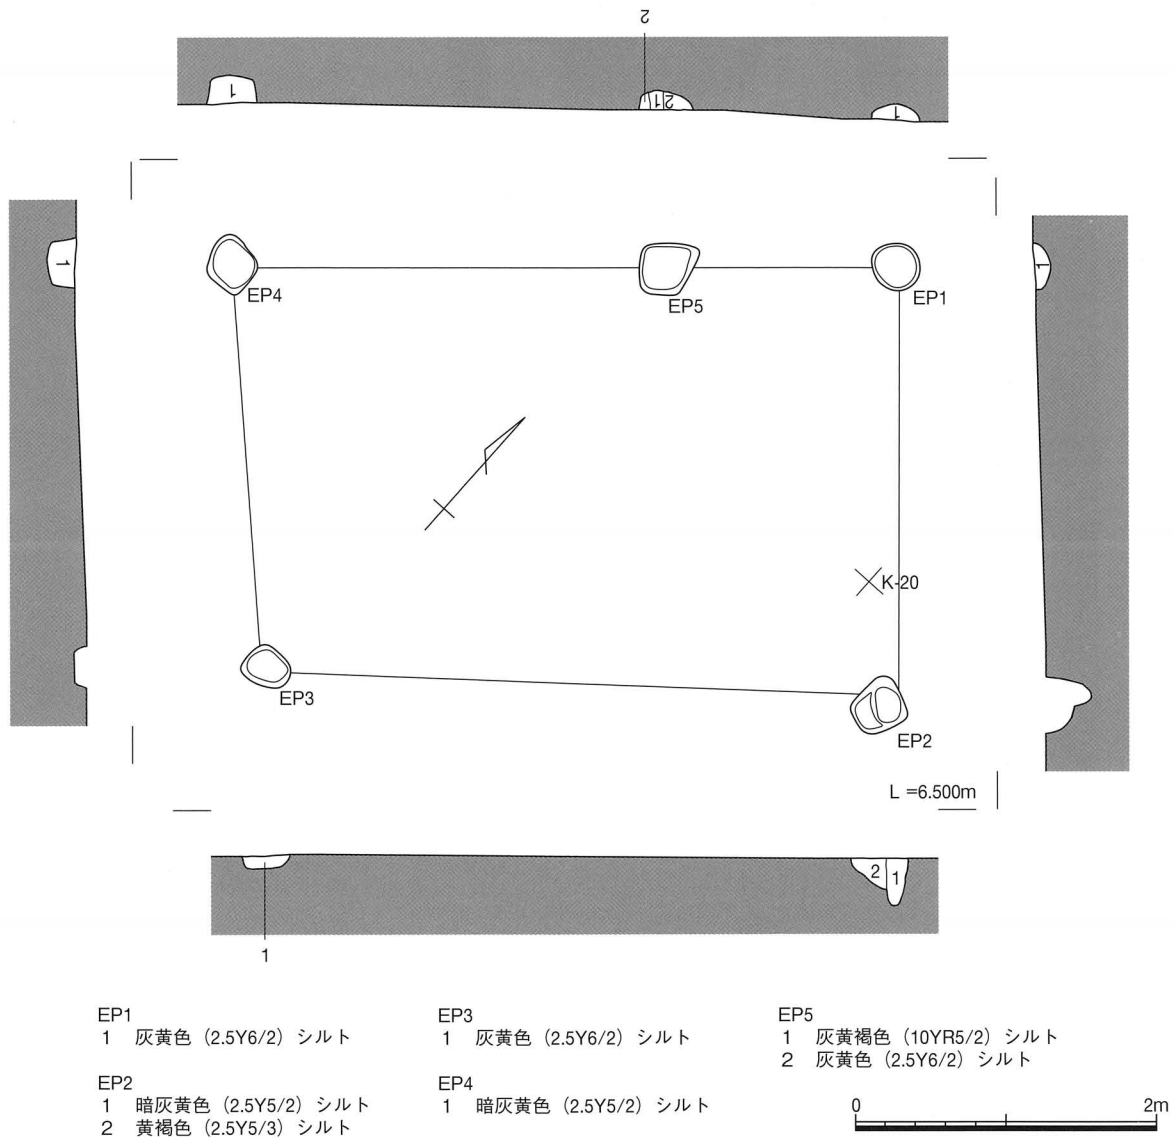 2
1
2 1 2
1
1
1
EP4
EP5
EP1
K-20
EP3
EP2
L =6.500m
2 1
1
EP1
1 灰黄色（2.5Y6/2）シルト
EP2
1 暗灰黄色（2.5Y5/2）シルト
2 黄褐色（2.5Y5/3）シルト
EP3
1 灰黄色（2.5Y6/2）シルト
EP4
1 暗灰黄色（2.5Y5/2）シルト
EP5
1 灰黄褐色（10YR5/2）シルト
2 灰黄色（2.5Y6/2）シルト
0 2m